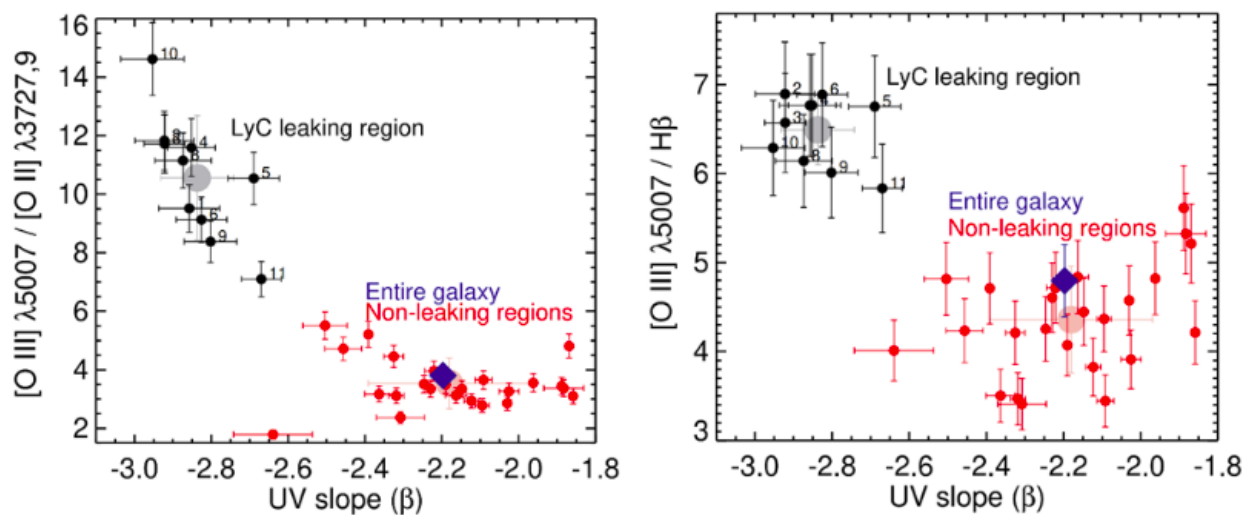 [O III] λ5007 / [O II] λ3727,9
16
14
12
10
8
6
4
2
10
4
5
6
9
11
LyC leaking region
Entire galaxy
Non-leaking regions
-3.0 -2.8 -2.6 -2.4 -2.2 -2.0 -1.8
UV slope (β)
[O III] λ5007 / Hβ
7
6
5
4
3
2
6
5
3
10
8
9
11
LyC leaking region
Entire galaxy
Non-leaking regions
-3.0 -2.8 -2.6 -2.4 -2.2 -2.0 -1.8
UV slope (β)